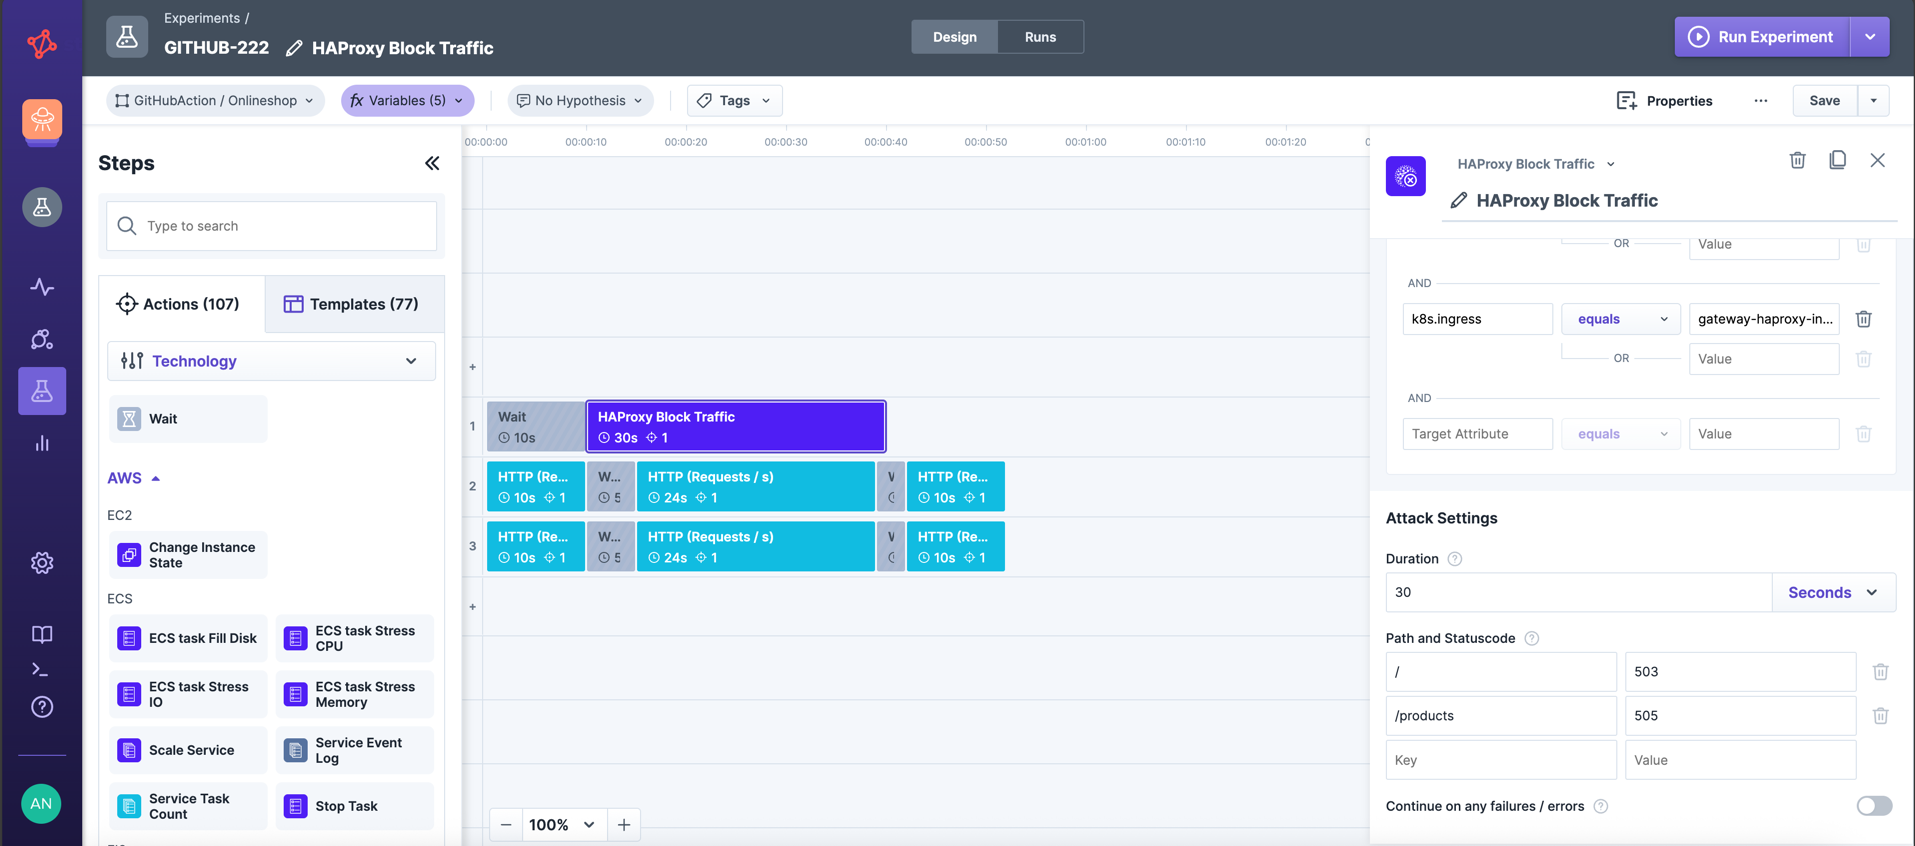 Experiments /
GITHUB-222 HAProxy Block Traffic
Design Runs
Run Experiment
GitHubAction / Onlineshop
fx Variables (5)
No Hypothesis
Tags
Properties
Save
Steps
Type to search
Actions (107)
Templates (77)
Technology
Wait
AWS
EC2
Change Instance
State
ECS
ECS task Fill Disk
ECS task Stress
CPU
ECS task Stress
IO
ECS task Stress
Memory
Scale Service
Service Event
Log
Service Task
Count
Stop Task
AN
00:00:00 00:00:10 00:00:20 00:00:30 00:00:40 00:00:50 00:01:00 00:01:10 00:01:20
+
1
Wait
10s
HAProxy Block Traffic
30s 1
2
HTTP (Re...
10s 1
W...
5
HTTP (Requests / s)
24s 1
HTTP (Re...
10s 1
3
HTTP (Re...
10s 1
W...
5
HTTP (Requests / s)
24s 1
HTTP (Re...
10s 1
+
− 100% +
HAProxy Block Traffic
HAProxy Block Traffic
OR Value
AND
k8s.ingress equals gateway-haproxy-in...
OR Value
AND
Target Attribute equals Value
Attack Settings
Duration ?
30 Seconds
Path and Statuscode ?
/ 503
/products 505
Key Value
Continue on any failures / errors ?